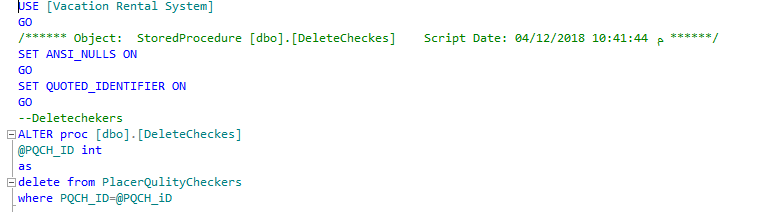 USE [Vacation Rental System]
GO
/****** Object:  StoredProcedure [dbo].[DeleteCheckes]    Script Date: 04/12/2018 10:41:44 م ******/
SET ANSI_NULLS ON
GO
SET QUOTED_IDENTIFIER ON
GO
--Deletechekers
ALTER proc [dbo].[DeleteCheckes]
@PQCH_ID int
as
delete from PlacerQulityCheckers
where PQCH_ID=@PQCH_iD